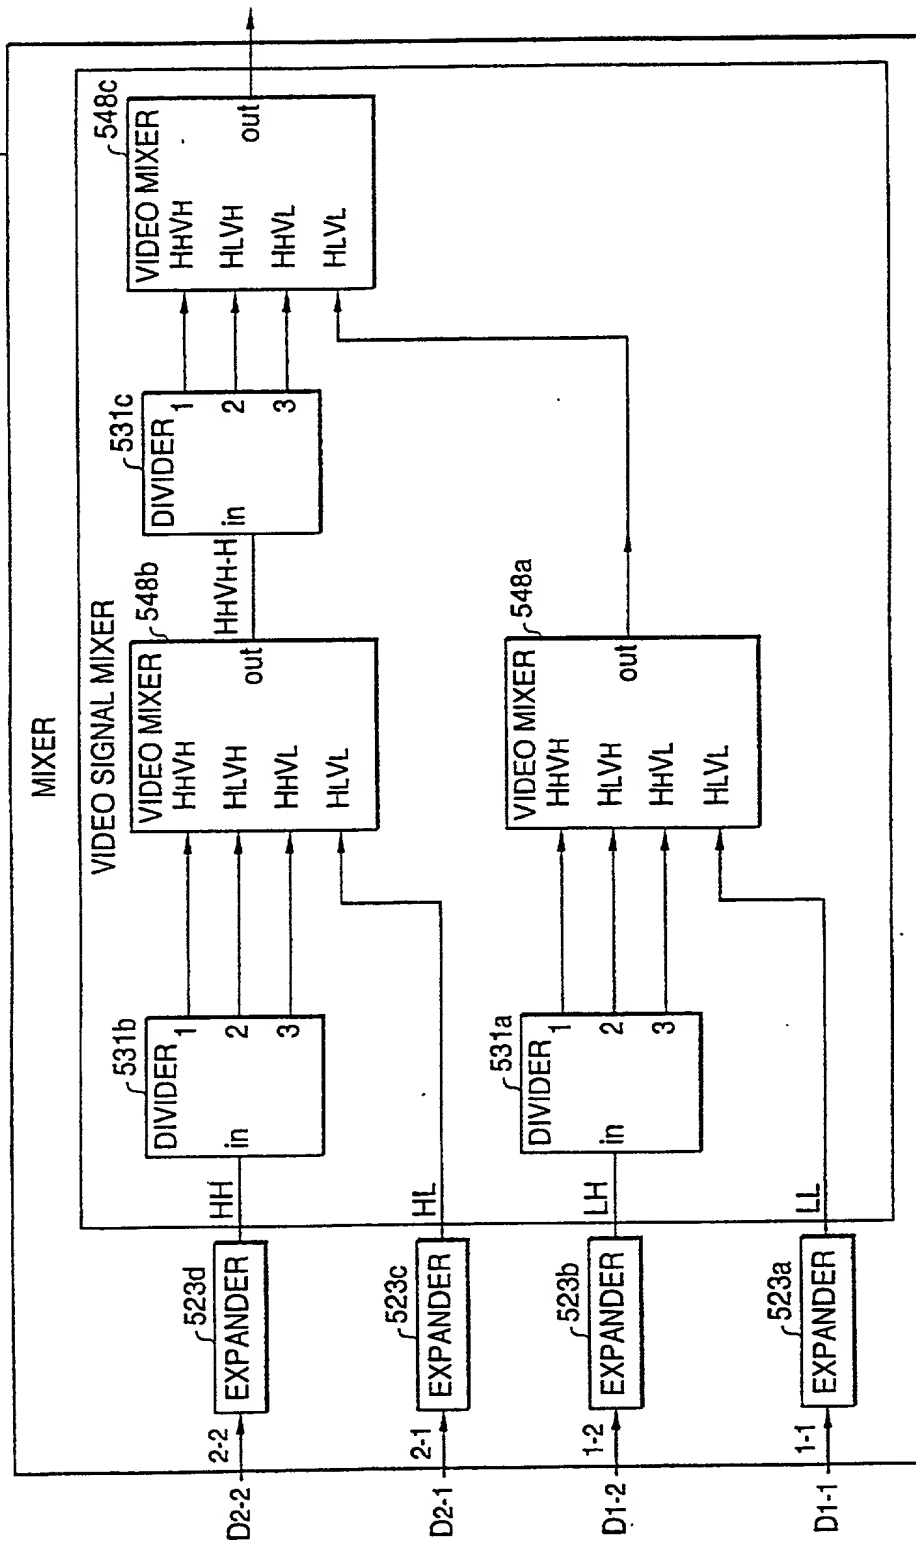 MIXER
VIDEO SIGNAL MIXER
D2-2
2-2
523d
EXPANDER
HH
531b
DIVIDER
in
1
2
3
548b
VIDEO MIXER
HHVH
HLVH
HHVL
HLVL
out
HHVH-H
531c
DIVIDER
in
1
2
3
548c
VIDEO MIXER
HHVH
HLVH
HHVL
HLVL
out
D2-1
2-1
523c
EXPANDER
HL
D1-2
1-2
523b
EXPANDER
LH
531a
DIVIDER
in
1
2
3
548a
VIDEO MIXER
HHVH
HLVH
HHVL
HLVL
out
D1-1
1-1
523a
EXPANDER
LL